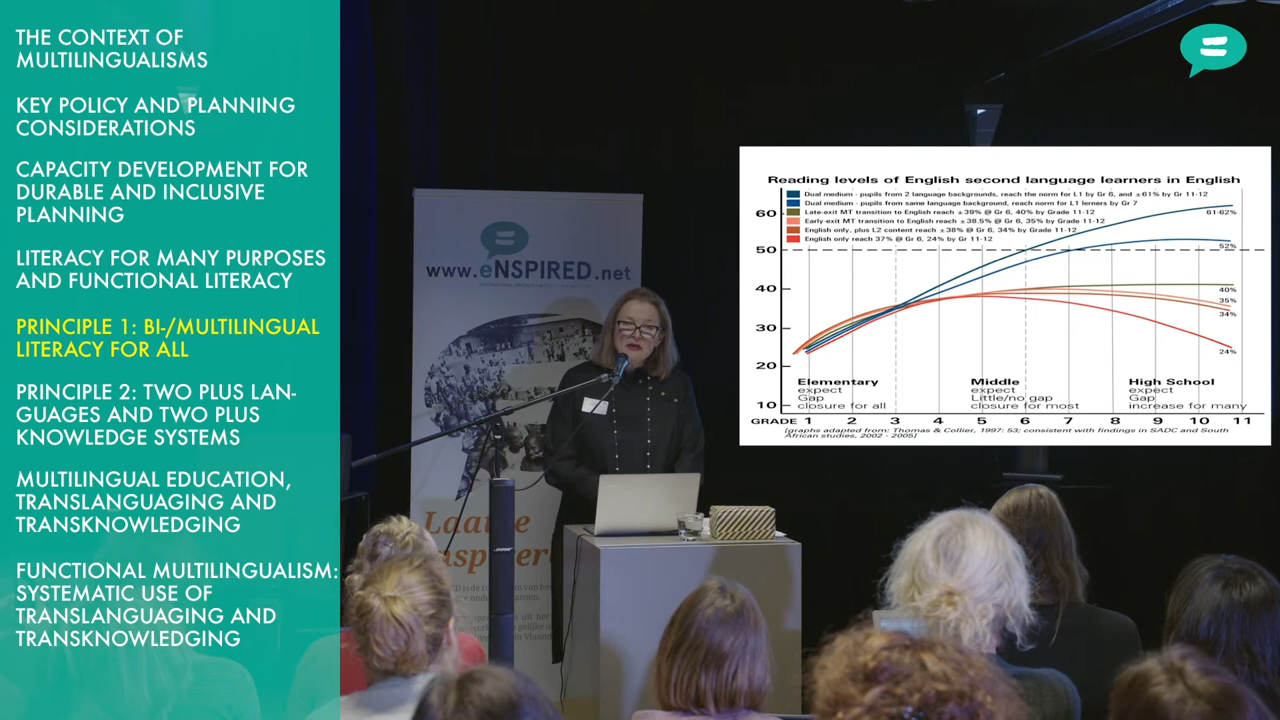 THE CONTEXT OF
MULTILINGUALISMS
KEY POLICY AND PLANNING
CONSIDERATIONS
CAPACITY DEVELOPMENT FOR
DURABLE AND INCLUSIVE
PLANNING
LITERACY FOR MANY PURPOSES
AND FUNCTIONAL LITERACY
PRINCIPLE 1: BI-/MULTILINGUAL
LITERACY FOR ALL
PRINCIPLE 2: TWO PLUS LAN-
GUAGES AND TWO PLUS
KNOWLEDGE SYSTEMS
MULTILINGUAL EDUCATION,
TRANSLANGUAGING AND
TRANSKNOWLEDGING
FUNCTIONAL MULTILINGUALISM:
SYSTEMATIC USE OF
TRANSLANGUAGING AND
TRANSKNOWLEDGING
www.eNSPIRED.net
Reading levels of English second language learners in English
Dual medium - pupils from 2 language backgrounds, reach the norm for L1 by Gr 6, and ±61% by Gr 11-12
Dual medium - pupils from same language background, reach norm for L1 lerners by Gr 7
Late-exit MT transition to English reach ±39% @ Gr 6, 40% by Grade 11-12
Early-exit MT transition to English reach ±38.5% @ Gr 6, 35% by Grade 11-12
English only, plus L2 content reach ±38% @ Gr 6, 34% by Grade 11-12
English only reach 37% @ Gr 6, 24% by Gr 11-12
60
50
40
30
20
10
61-62%
52%
40%
35%
34%
24%
Elementary
expect
Gap
closure for all
Middle
expect
Little/no gap
closure for most
High School
expect
Gap
increase for many
GRADE 1 2 3 4 5 6 7 8 9 10 11
[graphs adapted from: Thomas & Collier, 1997: 53; consistent with findings in SADC and South
African studies, 2002 - 2005]